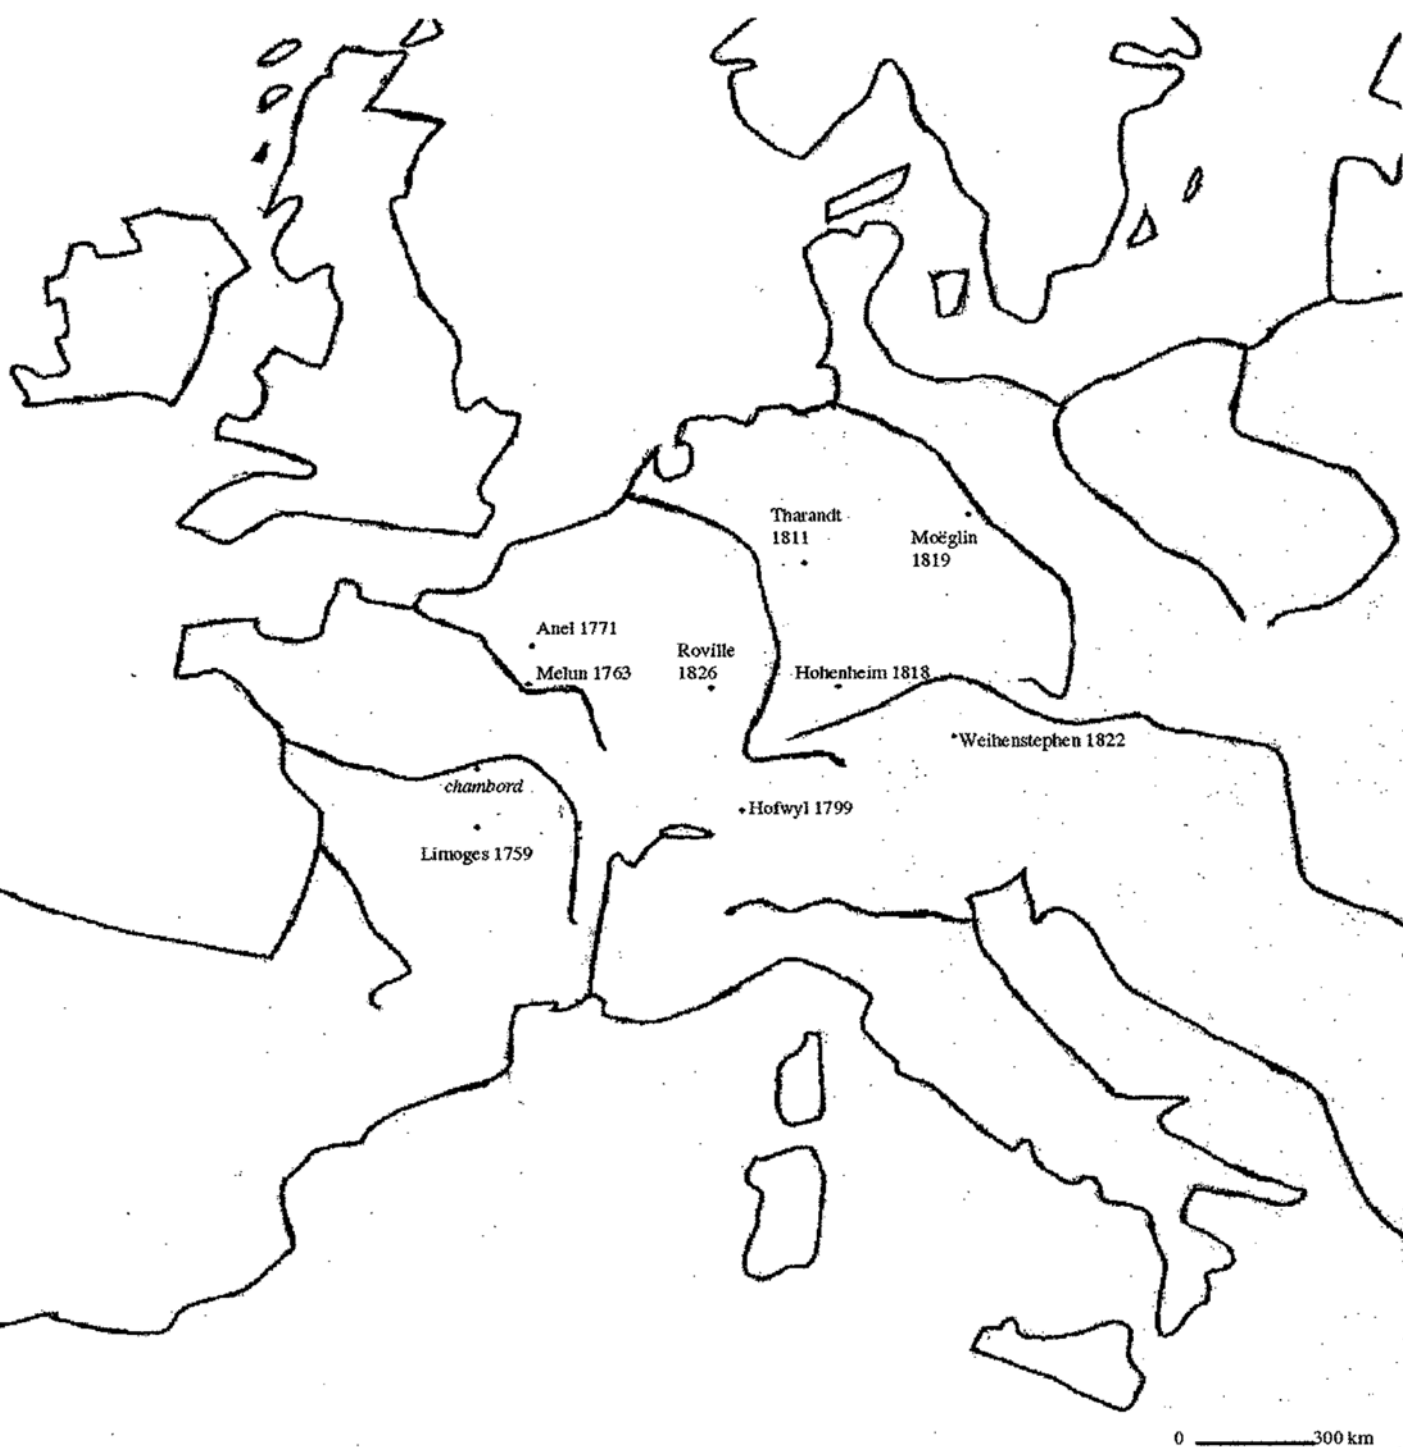 Tharandt
1811
Moëglin
1819
Anel 1771
Roville
1826
Melun 1763
Hohenheim 1818
Weihenstephen 1822
chambord
Hofwyl 1799
Limoges 1759
0 300 km